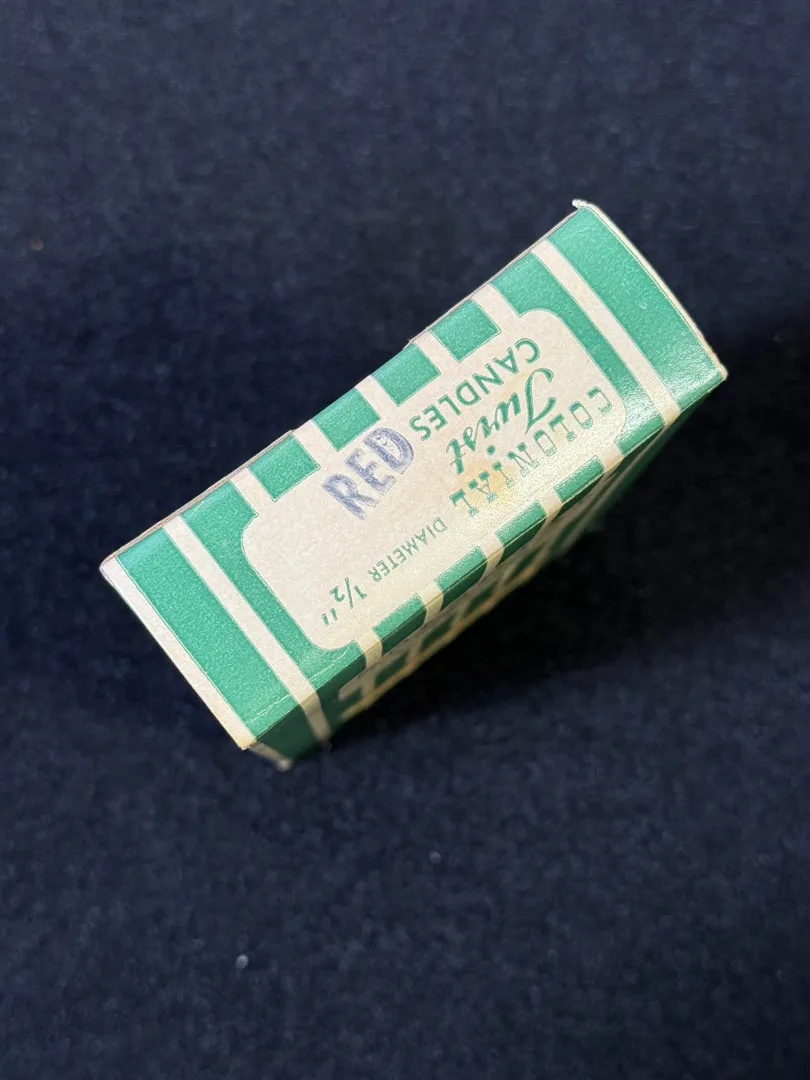 COLONIAL
Twist
CANDLES
DIAMETER 1/2"
RED